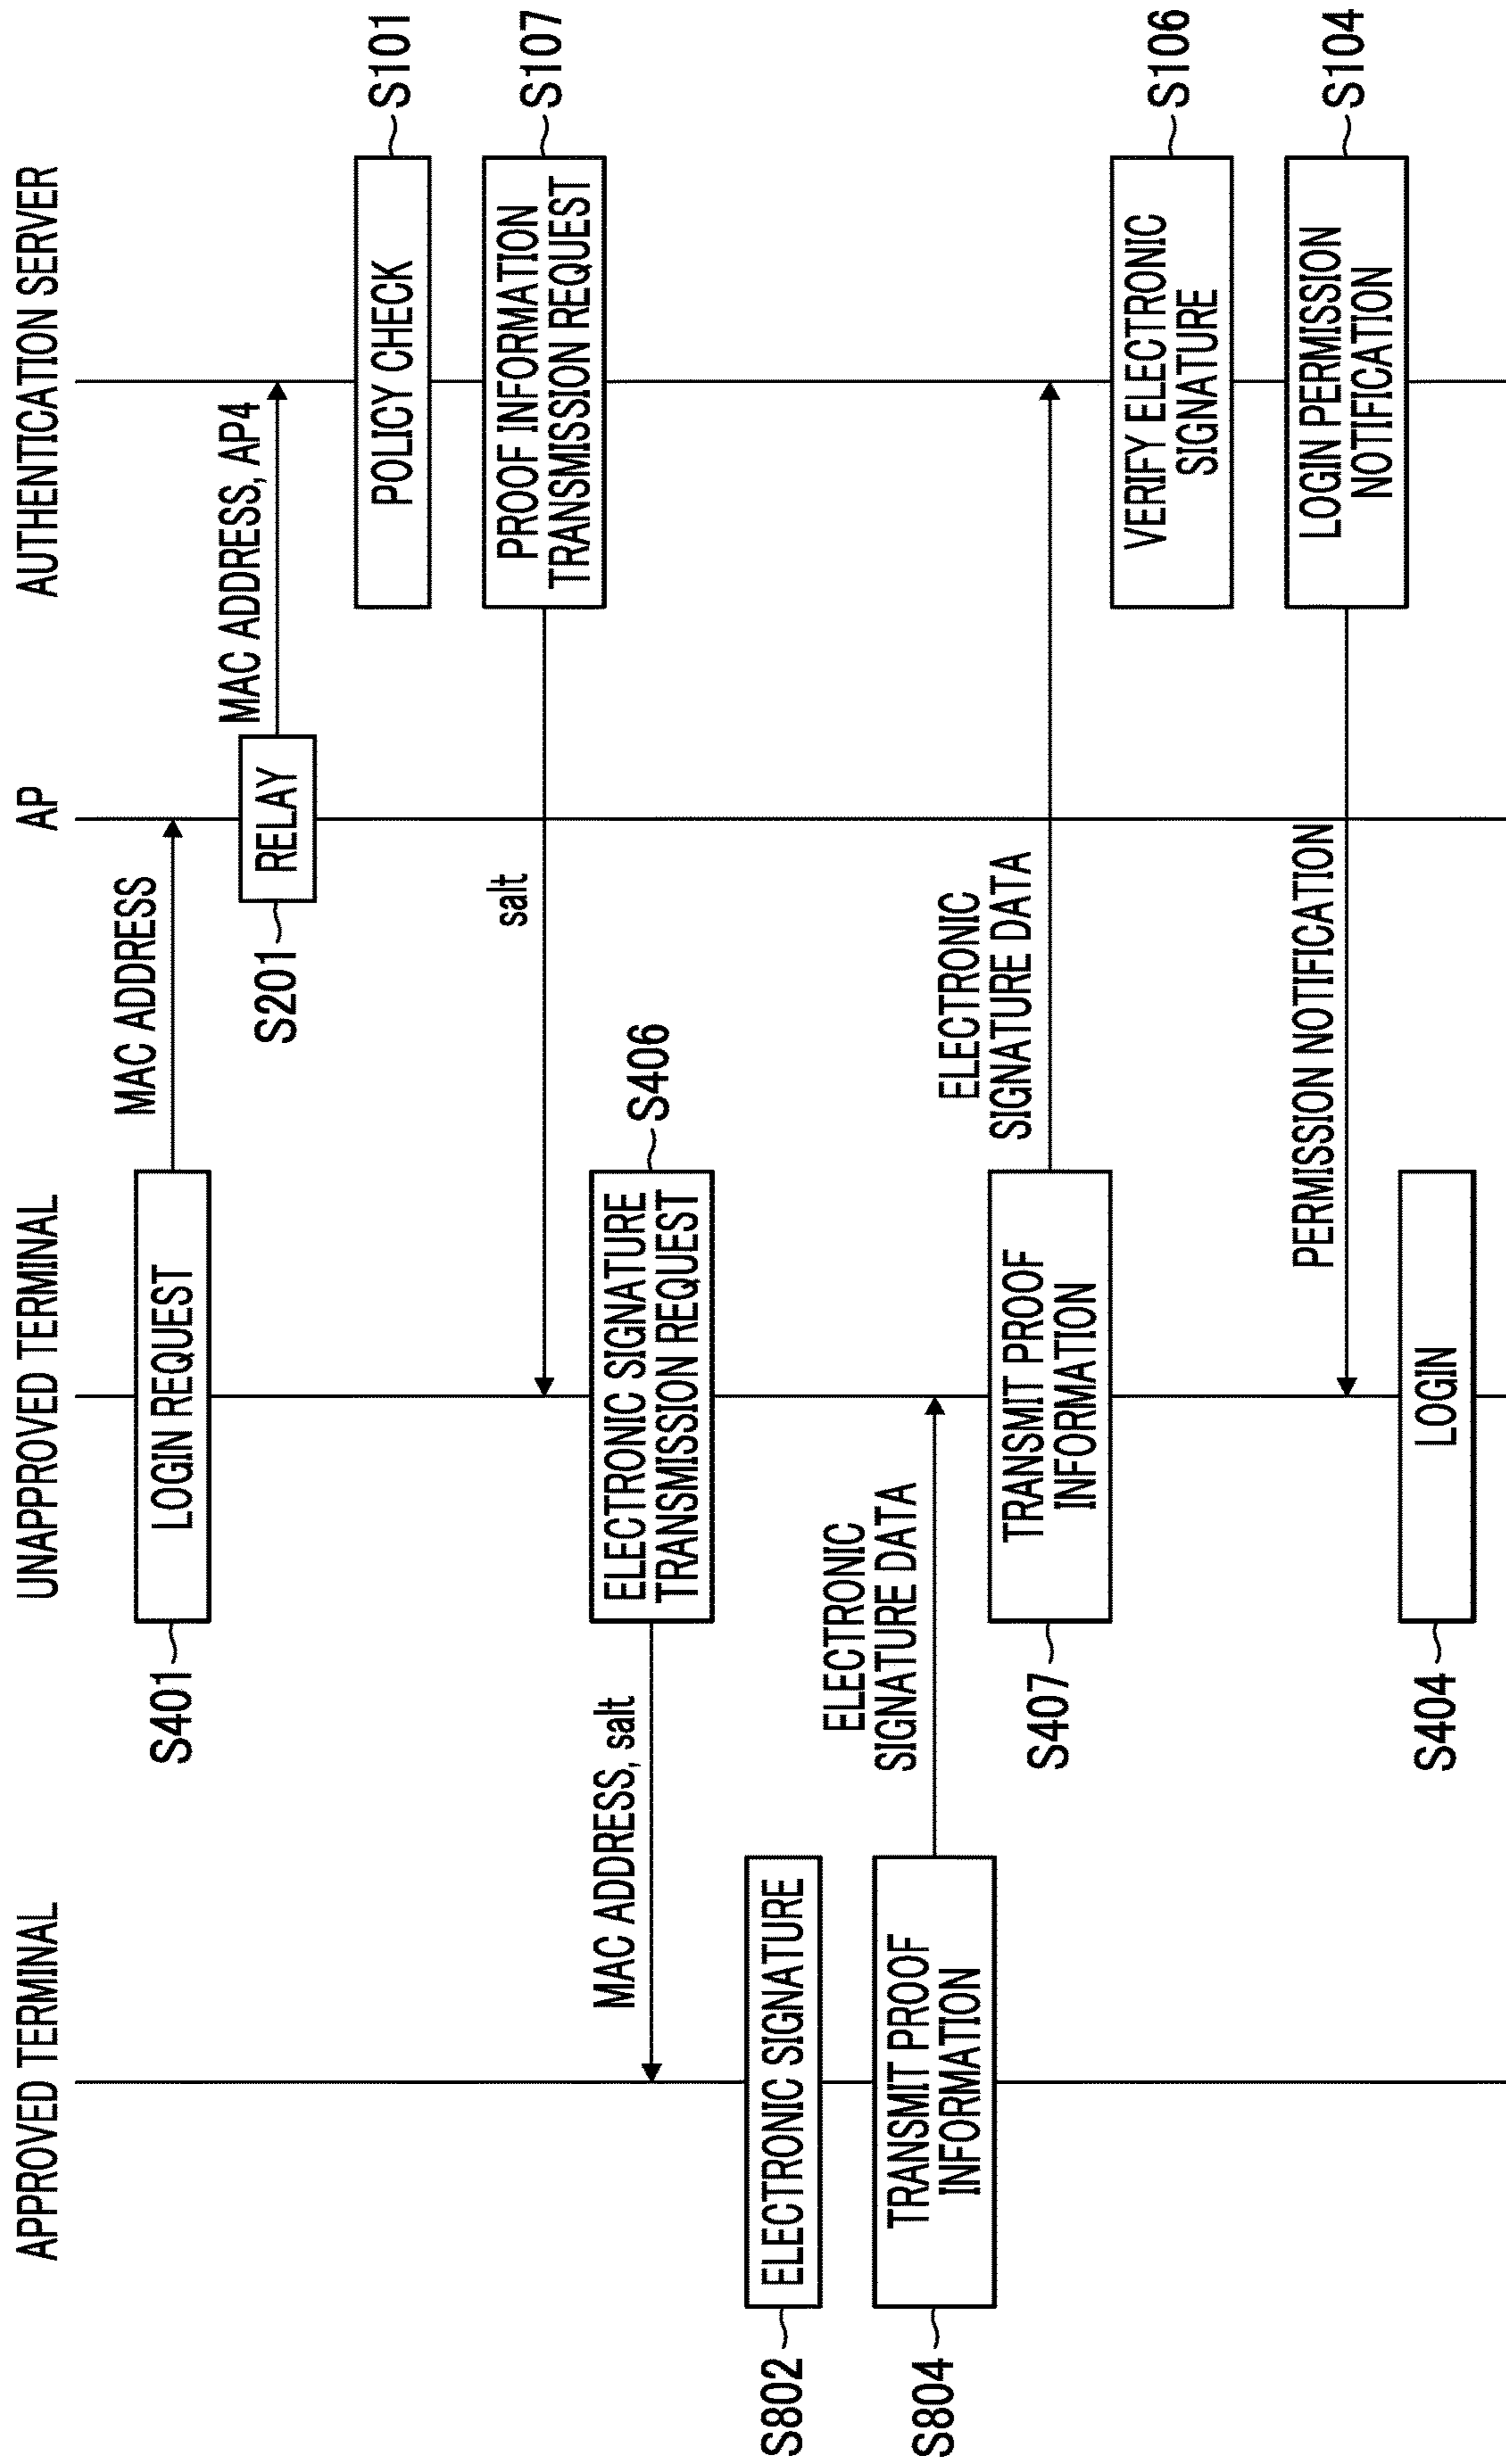 APPROVED TERMINAL
UNAPPROVED TERMINAL
AP
AUTHENTICATION SERVER
S401
LOGIN REQUEST
MAC ADDRESS
S201
RELAY
MAC ADDRESS, AP4
POLICY CHECK
S101
PROOF INFORMATION
TRANSMISSION REQUEST
S107
salt
ELECTRONIC SIGNATURE
TRANSMISSION REQUEST
S406
MAC ADDRESS, salt
S802
ELECTRONIC SIGNATURE
S804
TRANSMIT PROOF
INFORMATION
ELECTRONIC
SIGNATURE DATA
S407
TRANSMIT PROOF
INFORMATION
ELECTRONIC
SIGNATURE DATA
VERIFY ELECTRONIC
SIGNATURE
S106
LOGIN PERMISSION
NOTIFICATION
S104
PERMISSION NOTIFICATION
S404
LOGIN